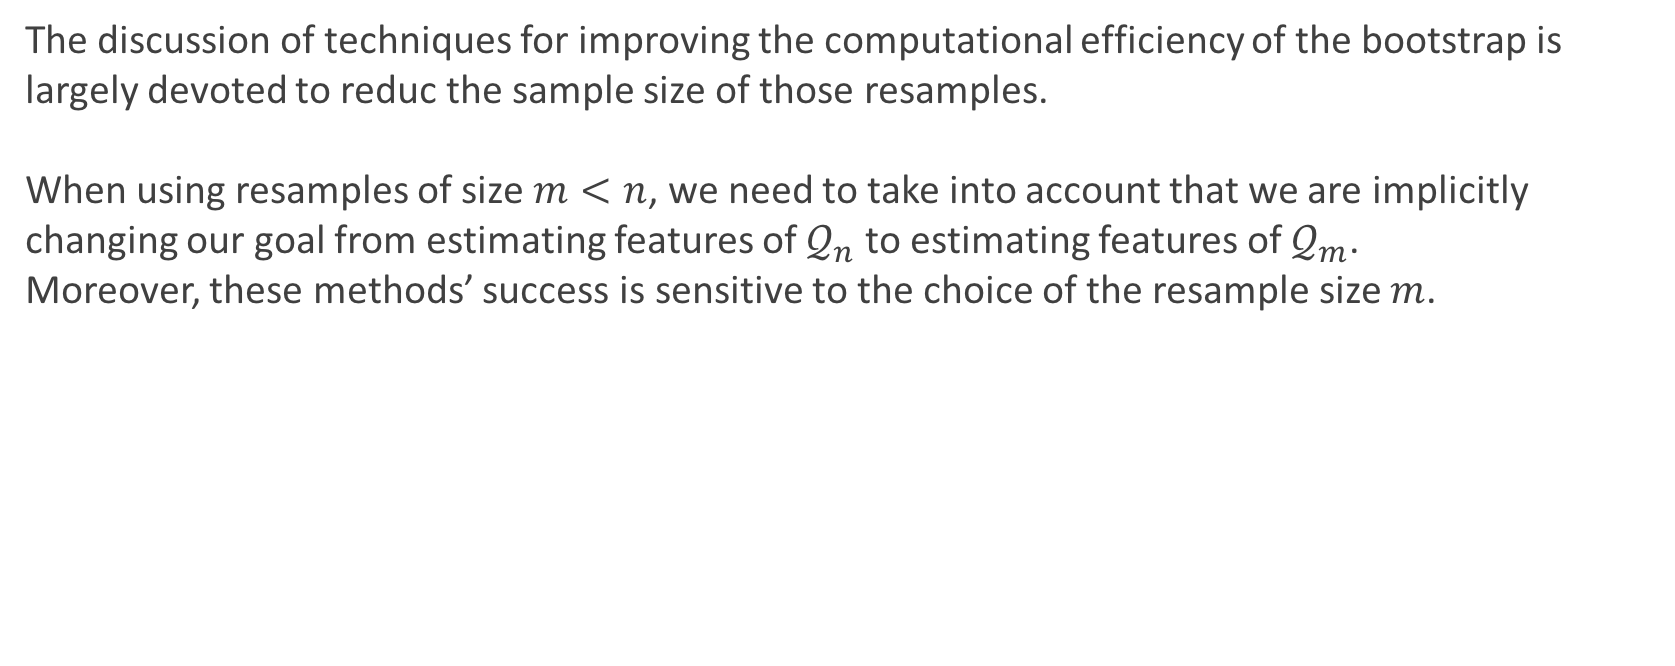 The discussion of techniques for improving the computational efficiency of the bootstrap is
largely devoted to reduc the sample size of those resamples.
When using resamples of size m < n, we need to take into account that we are implicitly
changing our goal from estimating features of 𝒬ₙ to estimating features of 𝒬ₘ.
Moreover, these methods’ success is sensitive to the choice of the resample size m.